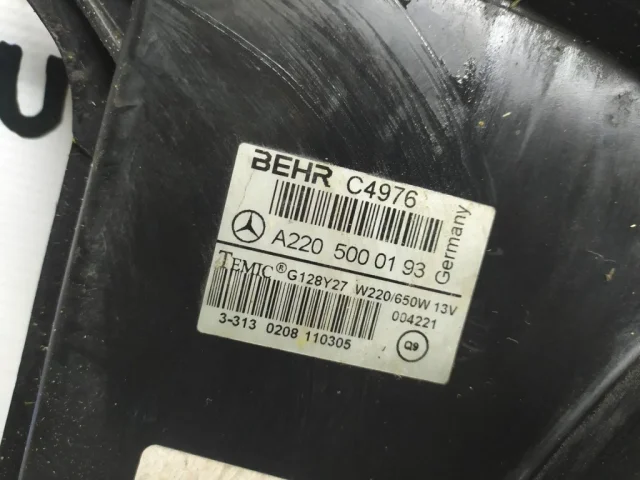 U
BEHR C4976
A220 500 01 93
Germany
TEMIC® G128Y27 W220/650W 13V
004221
3-313 0208 110305
Q9